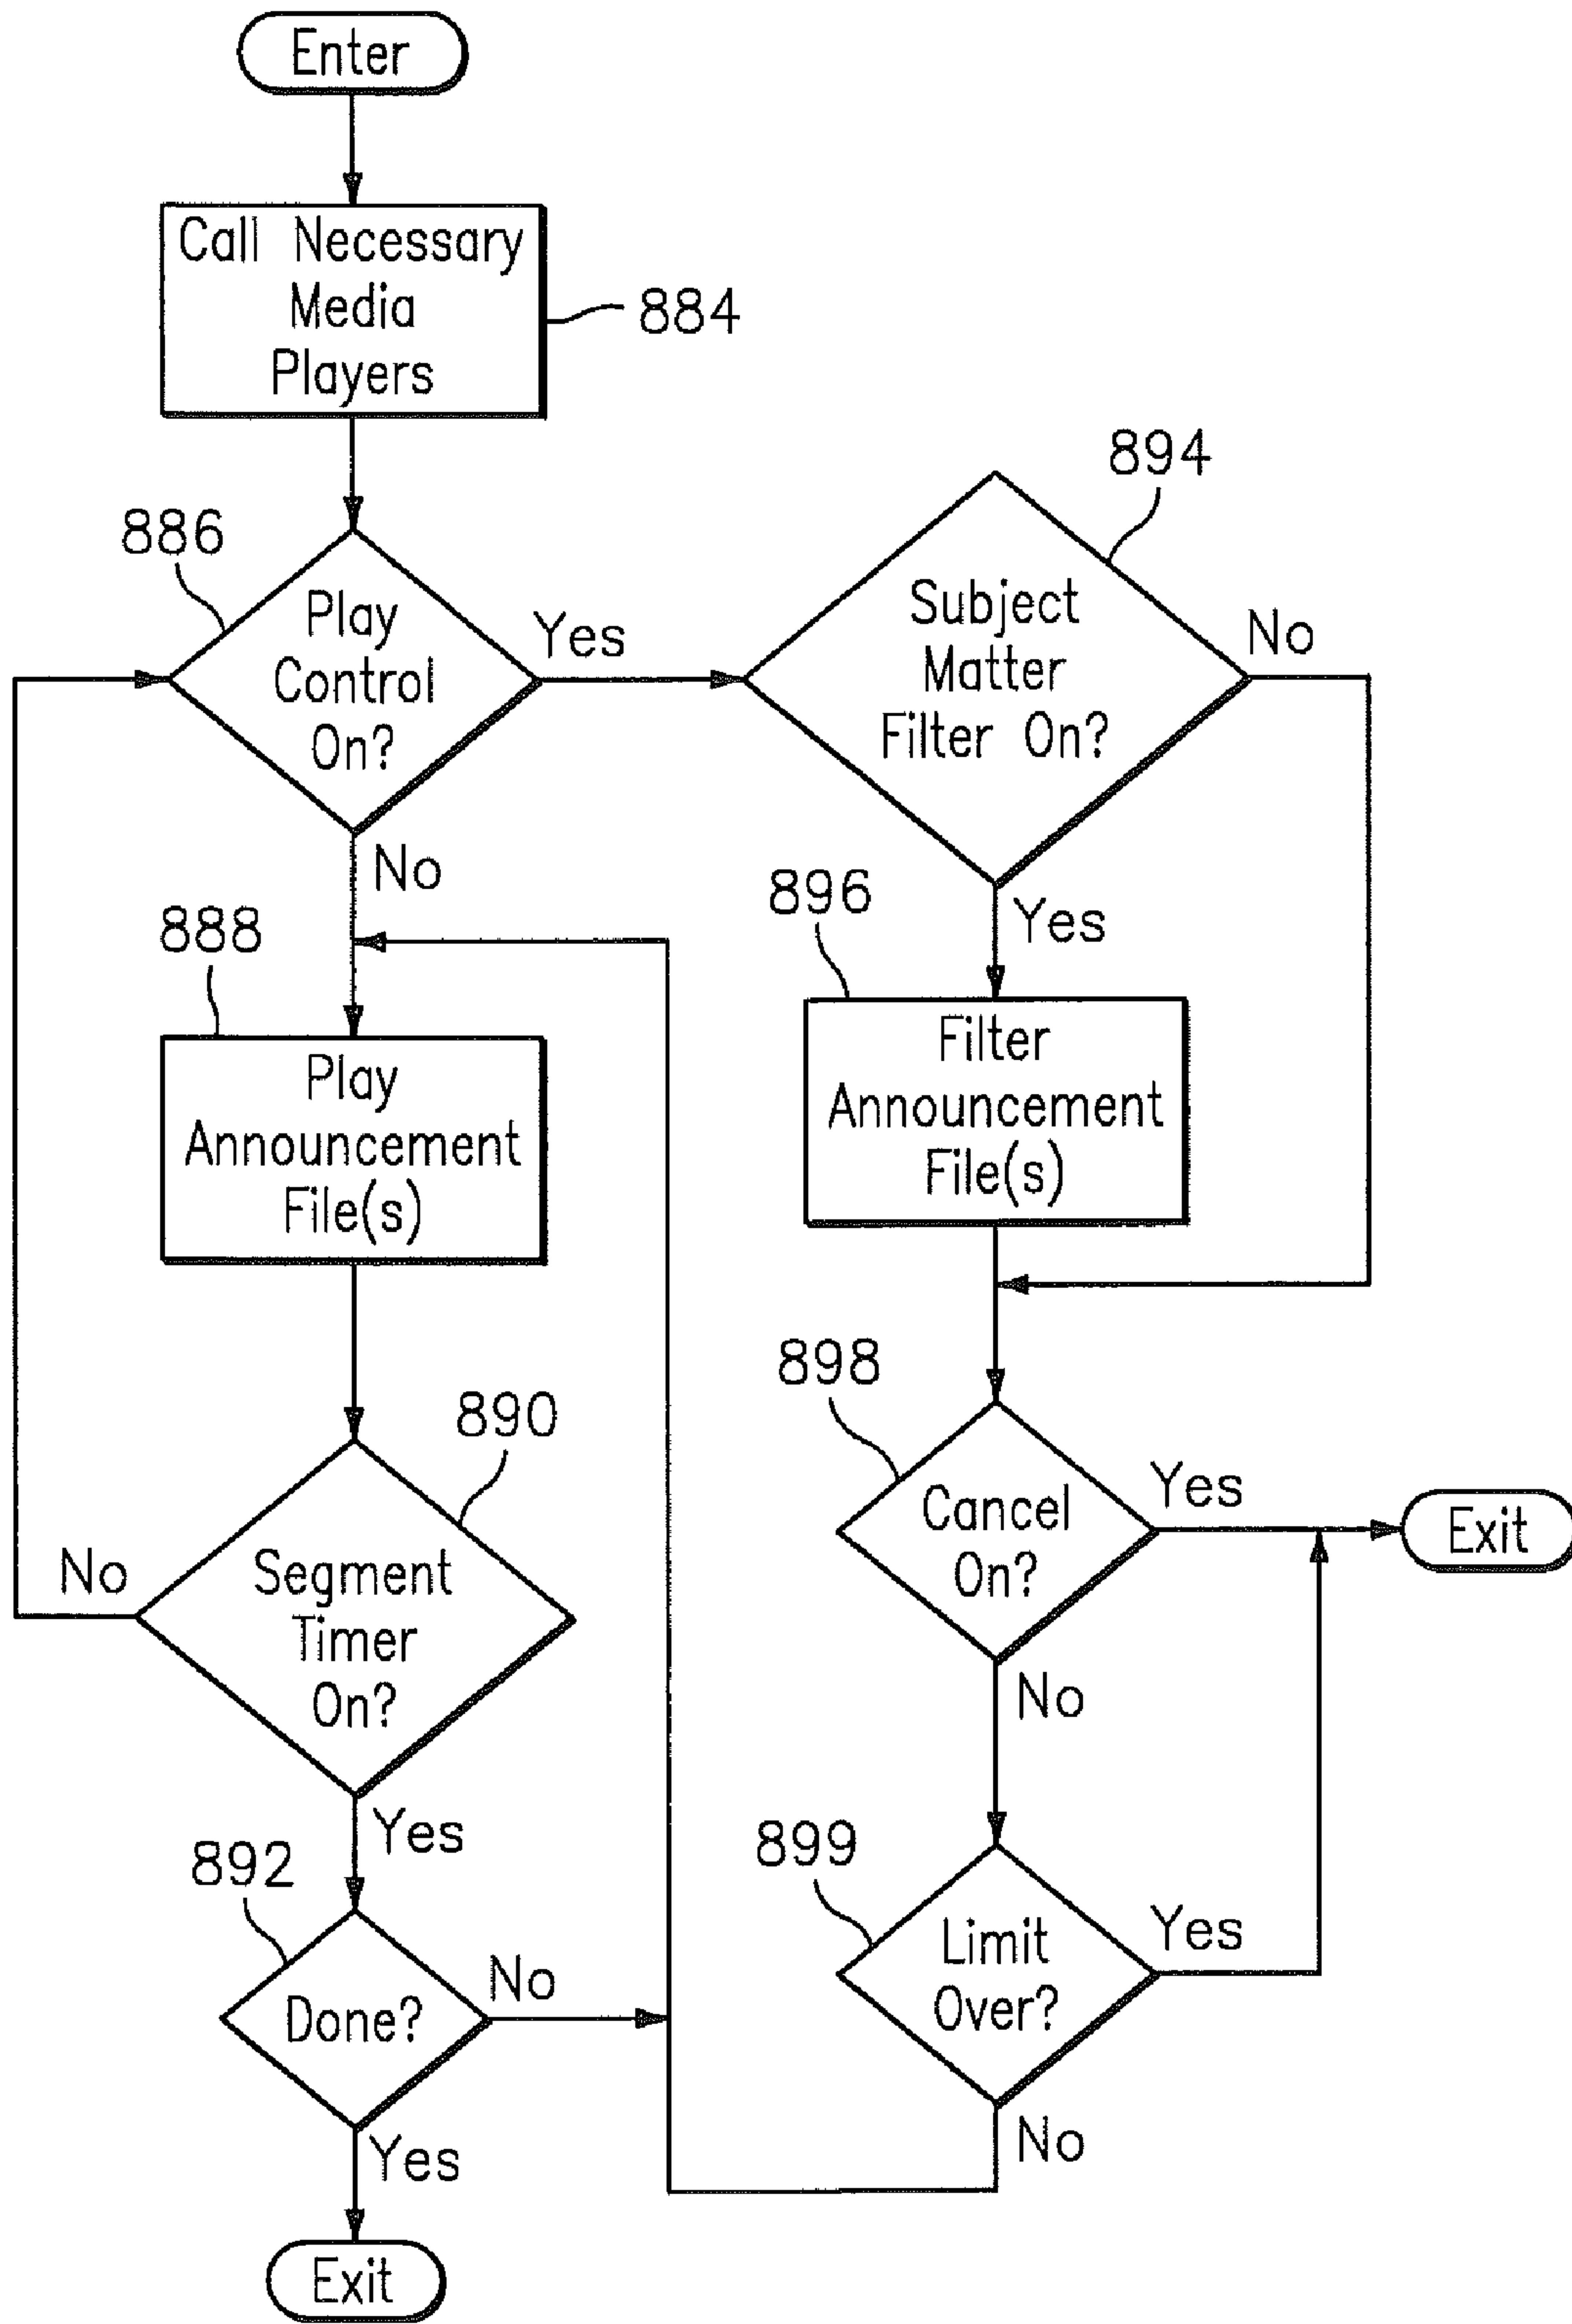 Enter
Call Necessary
Media
Players
884
886
Play
Control
On?
Yes
No
894
Subject
Matter
Filter On?
No
Yes
888
Play
Announcement
File(s)
896
Filter
Announcement
File(s)
890
Segment
Timer
On?
No
Yes
898
Cancel
On?
Yes
No
Exit
892
Done?
No
Yes
Exit
899
Limit
Over?
Yes
No